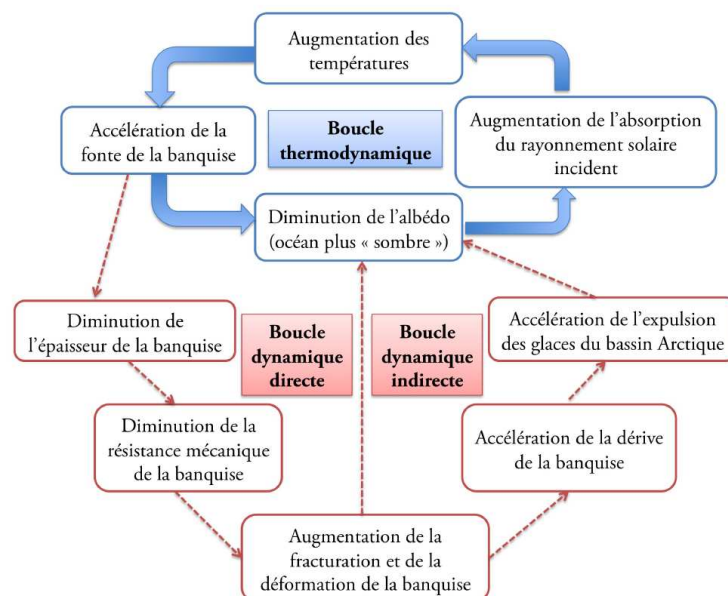 Augmentation des
températures
Accélération de la
fonte de la banquise
Boucle
thermodynamique
Augmentation de l’absorption
du rayonnement solaire
incident
Diminution de l’albédo
(océan plus « sombre »)
Diminution de
l’épaisseur de la banquise
Boucle
dynamique
directe
Boucle
dynamique
indirecte
Accélération de l’expulsion
des glaces du bassin Arctique
Diminution de la
résistance mécanique
de la banquise
Accélération de la dérive
de la banquise
Augmentation de la
fracturation et de la
déformation de la banquise